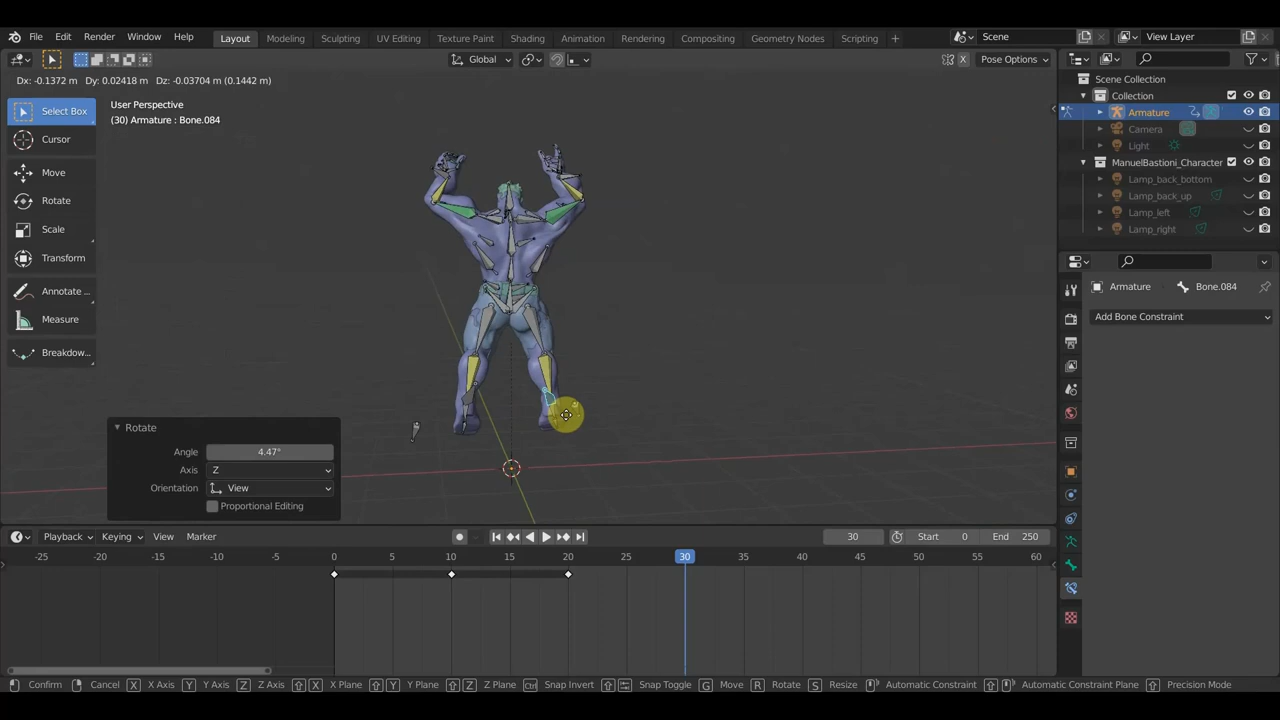 File Edit Render Window Help Layout Modeling Sculpting UV Editing Texture Paint Shading Animation Rendering Compositing Geometry Nodes Scripting + Scene View Layer
Global X Pose Options
Dx: -0.1372 m Dy: 0.02418 m Dz: -0.03704 m (0.1442 m)
Scene Collection
Collection
Armature
Camera
Light
ManuelBastioni_Character
Lamp_back_bottom
Lamp_back_up
Lamp_left
Lamp_right
Select Box
Cursor
Move
Rotate
Scale
Transform
Annotate ...
Measure
Breakdow...
User Perspective
(30) Armature : Bone.084
Armature Bone.084
Add Bone Constraint
Rotate
Angle 4.47°
Axis Z
Orientation View
Proportional Editing
Playback Keying View Marker 30 Start 0 End 250
-25 -20 -15 -10 -5 0 5 10 15 20 25 30 35 40 45 50 55 60
Confirm Cancel X X Axis Y Y Axis Z Z Axis X X Plane Y Y Plane Z Z Plane Ctrl Snap Invert Snap Toggle G Move R Rotate S Resize Automatic Constraint Automatic Constraint Plane Precision Mode